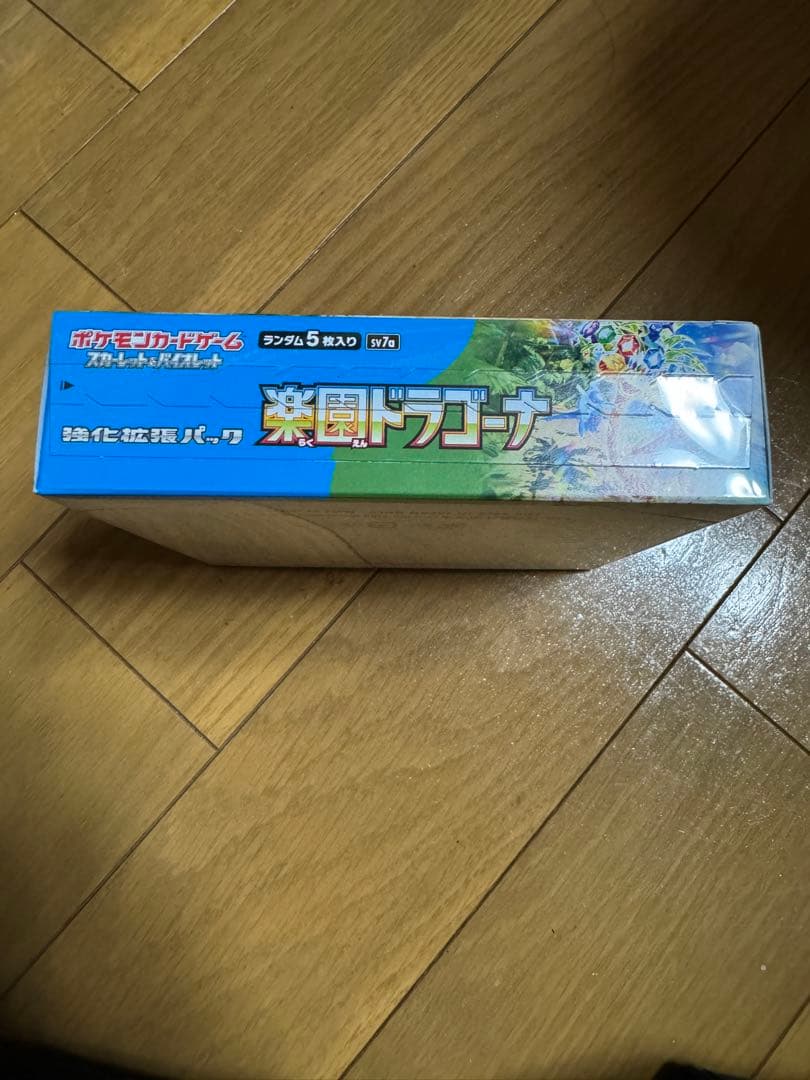 ポケモンカードゲーム
スカーレット&バイオレット
ランダム5枚入り
sv7a
強化拡張パック
楽園ドラゴーナ
らく えん